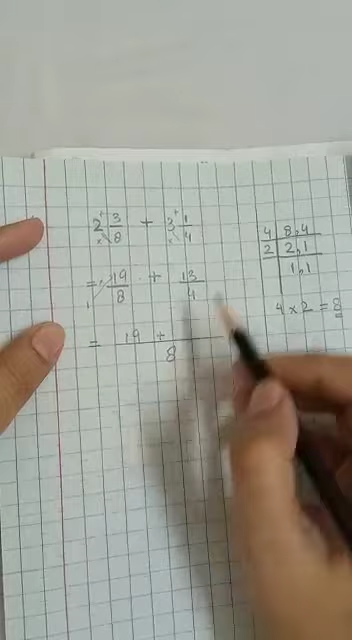 2 3/8 + 3 1/4
= 19/8 + 13/4
= 19 + / 8
4 | 8, 4
2 | 2, 1
1, 1
4 × 2 = 8